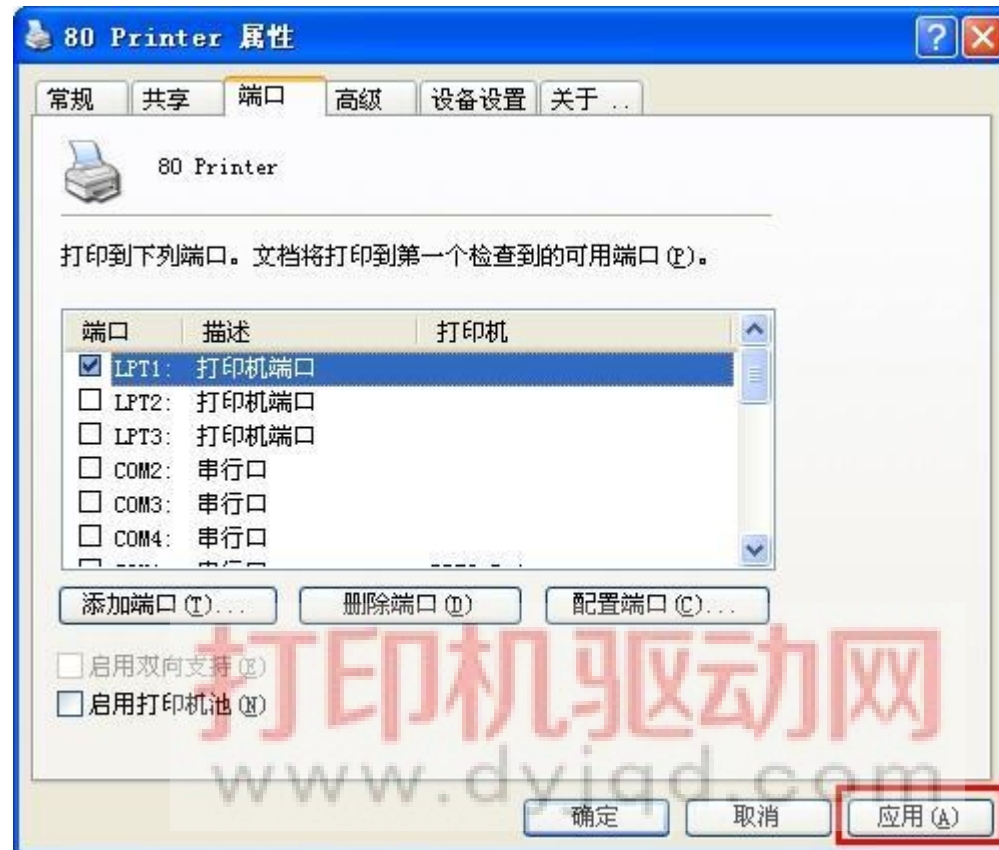 80 Printer 属性
常规 共享 端口 高级 设备设置 关于 ..
80 Printer
打印到下列端口。文档将打印到第一个检查到的可用端口(P)。
端口 描述 打印机
LPT1: 打印机端口
LPT2: 打印机端口
LPT3: 打印机端口
COM2: 串行口
COM3: 串行口
COM4: 串行口
添加端口(T)... 删除端口(D) 配置端口(C)...
启用双向支持(E)
启用打印机池(N)
打印机驱动网
www.dyjqd.com
确定 取消 应用(A)